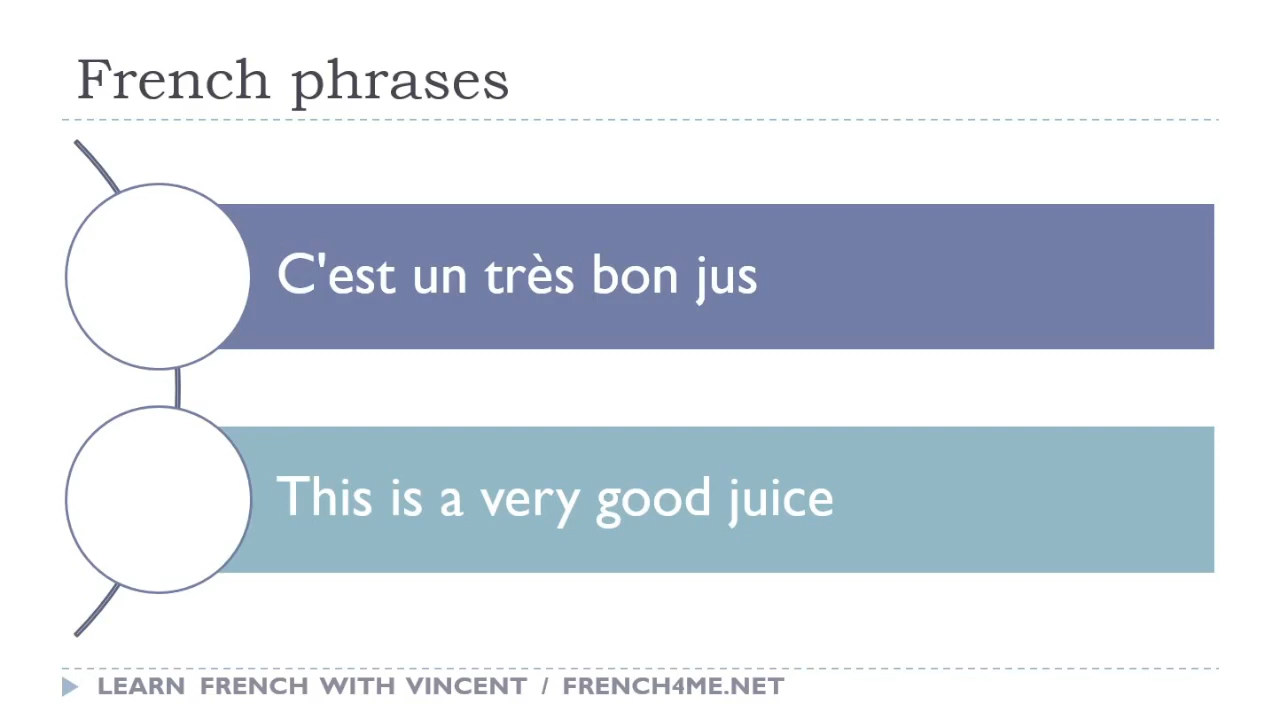 French phrases
C'est un très bon jus
This is a very good juice
LEARN FRENCH WITH VINCENT / FRENCH4ME.NET